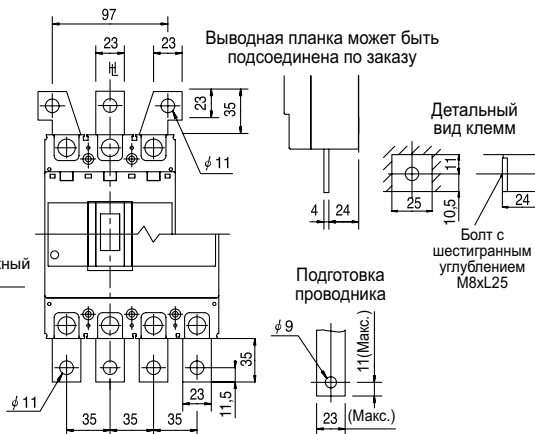 97
23
23
Выводная планка может быть
подсоединена по заказу
23
35
ϕ 11
Детальный
вид клемм
11
25
10,5
24
4
24
Болт с
шестигранным
углублением
M8xL25
Подготовка
проводника
ϕ 9
11(Макс.)
23
(Макс.)
35
23
11,5
ϕ 11
35
35
35